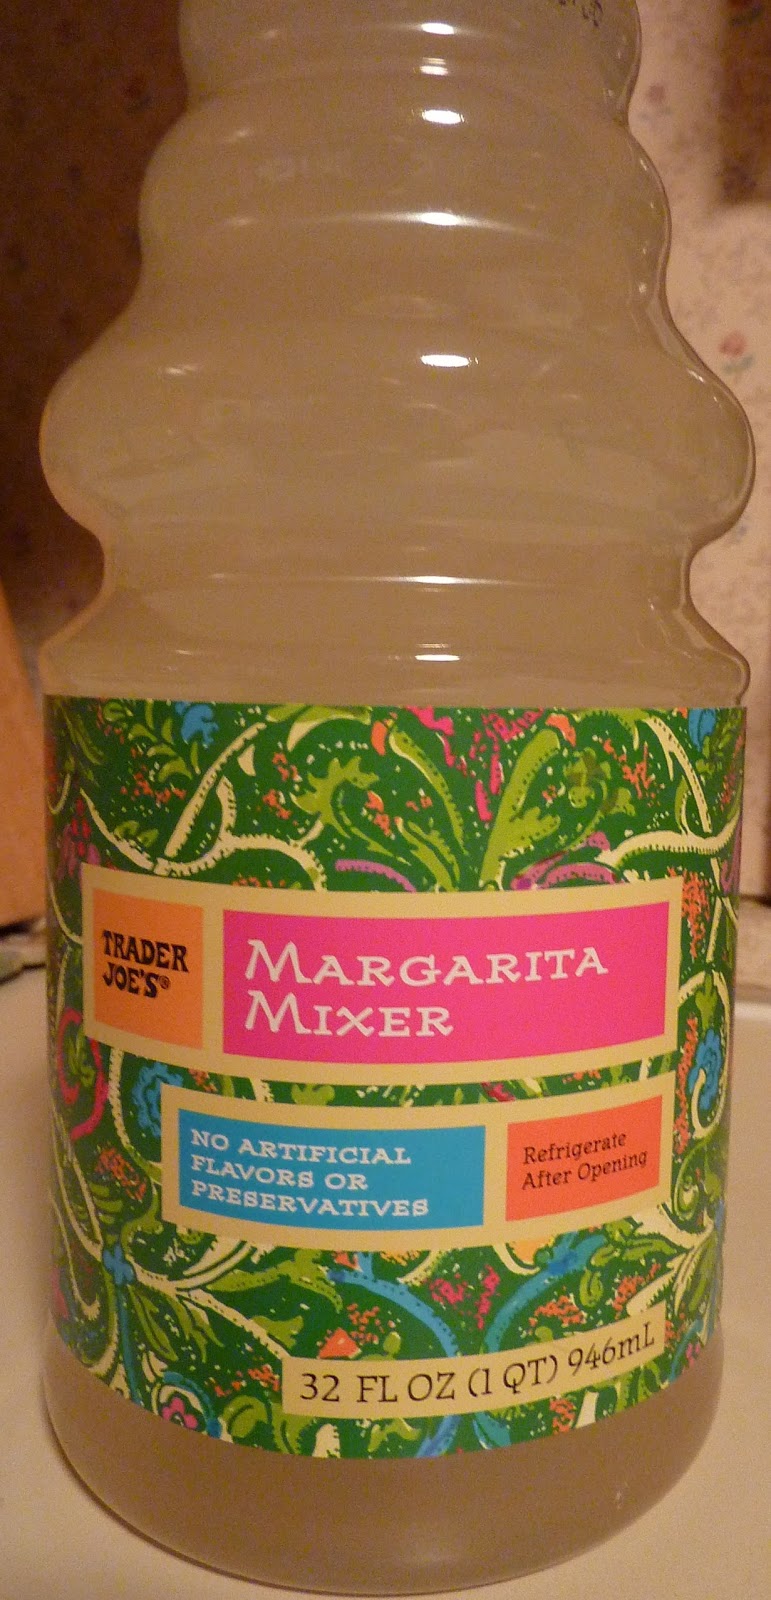 TRADER
JOE'S®
MARGARITA
MIXER
NO ARTIFICIAL
FLAVORS OR
PRESERVATIVES
Refrigerate
After Opening
32 FL OZ (1 QT) 946mL